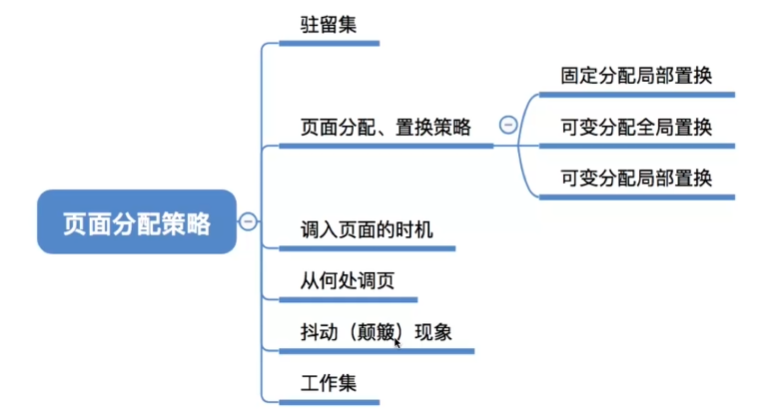 页面分配策略
驻留集
页面分配、置换策略
固定分配局部置换
可变分配全局置换
可变分配局部置换
调入页面的时机
从何处调页
抖动（颠簸）现象
工作集